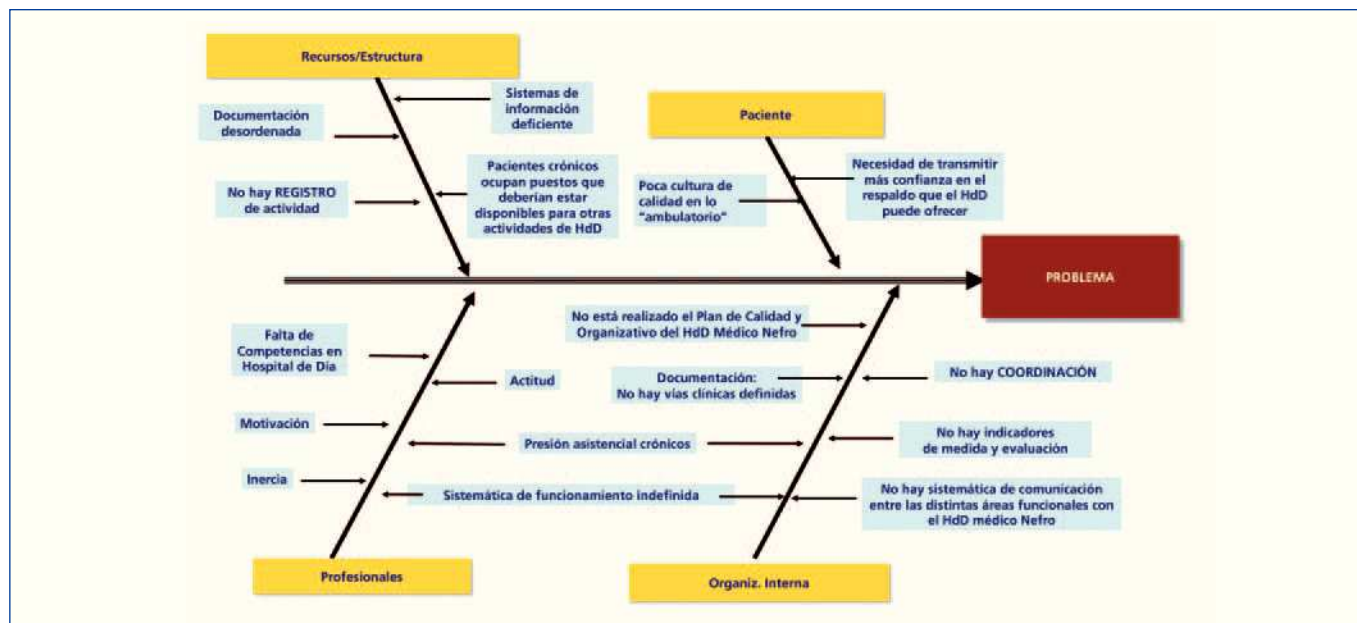 Recursos/Estructura
Sistemas de
información
deficiente
Documentación
desordenada
No hay REGISTRO
de actividad
Pacientes crónicos
ocupan puestos que
deberían estar
disponibles para otras
actividades de HdD
Paciente
Poca cultura de
calidad en lo
"ambulatorio"
Necesidad de transmitir
más confianza en el
respaldo que el HdD
puede ofrecer
PROBLEMA
Falta de
Competencias en
Hospital de Día
Actitud
Motivación
Presión asistencial crónicos
Inercia
Sistemática de funcionamiento indefinida
Profesionales
No está realizado el Plan de Calidad y
Organizativo del HdD Médico Nefro
Documentación:
No hay vías clínicas definidas
No hay COORDINACIÓN
No hay indicadores
de medida y evaluación
No hay sistemática de comunicación
entre las distintas áreas funcionales con
el HdD médico Nefro
Organiz. Interna